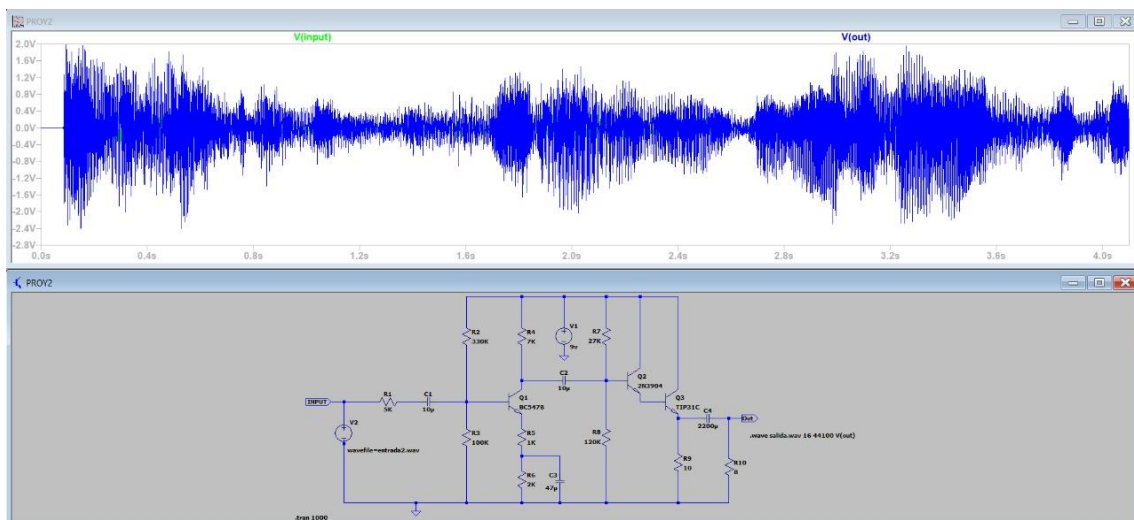 PROY2
V(input) V(out)
2.0V
1.6V
1.2V
0.8V
0.4V
0.0V
-0.4V
-0.8V
-1.2V
-1.6V
-2.0V
-2.4V
-2.8V
0.0s 0.4s 0.8s 1.2s 1.6s 2.0s 2.4s 2.8s 3.2s 3.6s 4.0s
PROY2
R2
330K
R4
7K
V1
9v
R7
27K
C2
10µ
Q2
2N3904
INPUT
R1
5K
C1
10µ
Q1
BC547B
Q3
TIP31C
C4
2200µ
Out
V2
wavefile=entrada2.wav
R3
100K
R5
1K
R8
120K
.wave salida.wav 16 44100 V(out)
R6
2K
C3
47µ
R9
10
R10
8
.tran 1000